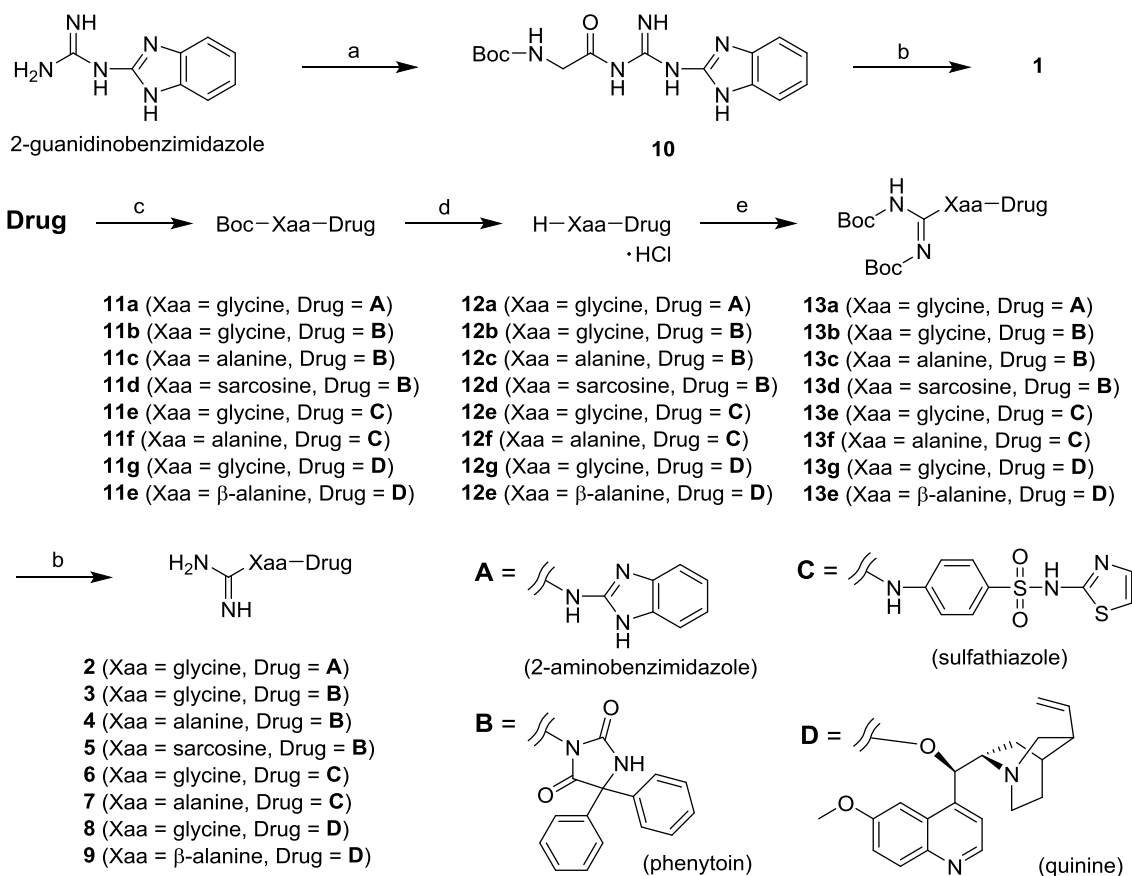 NH
H₂N N H N N H
2-guanidinobenzimidazole
a
Boc H N O N H NH N H N N H
10
b
1
Drug
c
Boc–Xaa–Drug
d
H–Xaa–Drug
·HCl
e
H N Xaa–Drug
Boc
N
Boc
11a (Xaa = glycine, Drug = A)
11b (Xaa = glycine, Drug = B)
11c (Xaa = alanine, Drug = B)
11d (Xaa = sarcosine, Drug = B)
11e (Xaa = glycine, Drug = C)
11f (Xaa = alanine, Drug = C)
11g (Xaa = glycine, Drug = D)
11e (Xaa = β-alanine, Drug = D)
12a (Xaa = glycine, Drug = A)
12b (Xaa = glycine, Drug = B)
12c (Xaa = alanine, Drug = B)
12d (Xaa = sarcosine, Drug = B)
12e (Xaa = glycine, Drug = C)
12f (Xaa = alanine, Drug = C)
12g (Xaa = glycine, Drug = D)
12e (Xaa = β-alanine, Drug = D)
13a (Xaa = glycine, Drug = A)
13b (Xaa = glycine, Drug = B)
13c (Xaa = alanine, Drug = B)
13d (Xaa = sarcosine, Drug = B)
13e (Xaa = glycine, Drug = C)
13f (Xaa = alanine, Drug = C)
13g (Xaa = glycine, Drug = D)
13e (Xaa = β-alanine, Drug = D)
b
H₂N Xaa–Drug
NH
2 (Xaa = glycine, Drug = A)
3 (Xaa = glycine, Drug = B)
4 (Xaa = alanine, Drug = B)
5 (Xaa = sarcosine, Drug = B)
6 (Xaa = glycine, Drug = C)
7 (Xaa = alanine, Drug = C)
8 (Xaa = glycine, Drug = D)
9 (Xaa = β-alanine, Drug = D)
A =
N H N N H
(2-aminobenzimidazole)
C =
N H O S O NH N S
(sulfathiazole)
B =
O N NH O
(phenytoin)
D =
O N O N
(quinine)